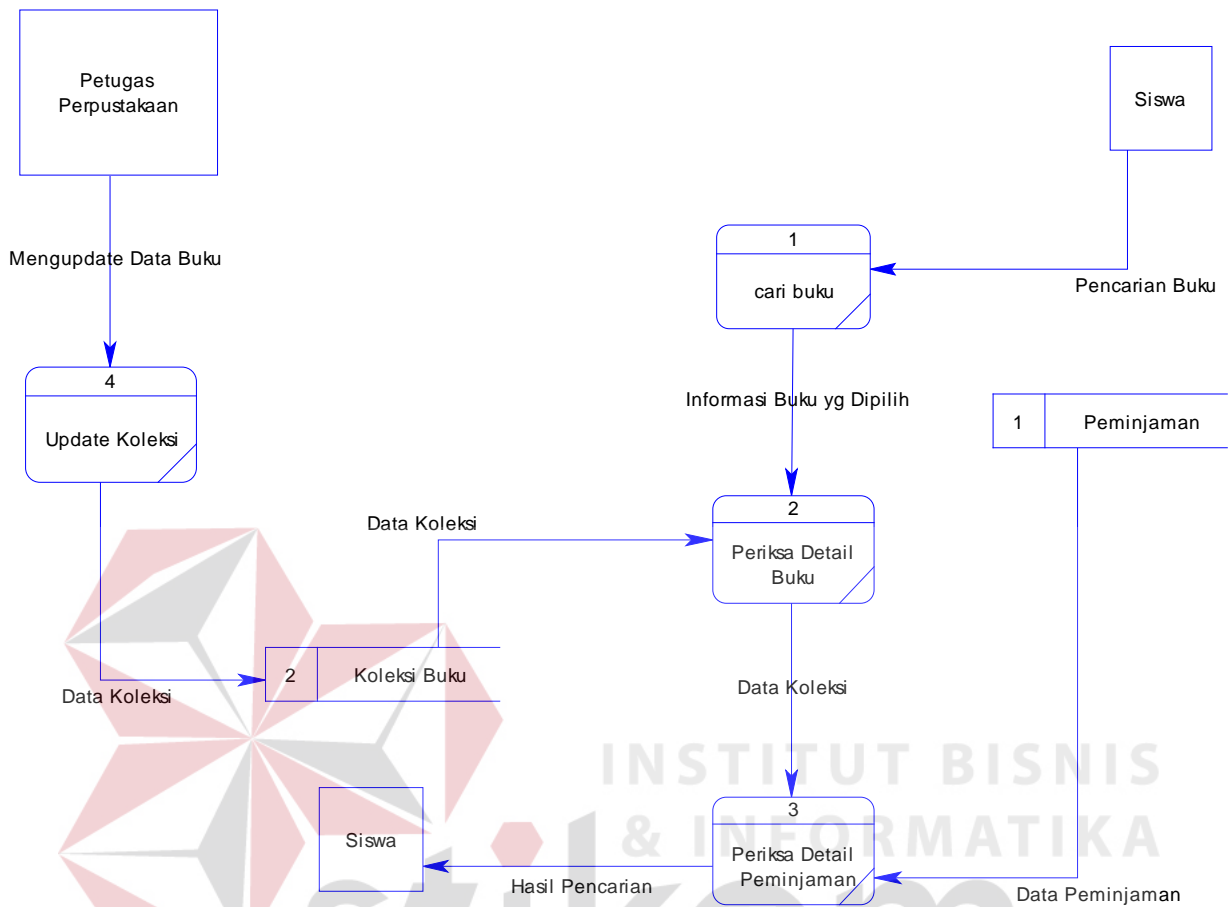 Petugas
Perpustakaan
Siswa
1
cari buku
Mengupdate Data Buku
Pencarian Buku
4
Update Koleksi
Informasi Buku yg Dipilih
1
Peminjaman
2
Periksa Detail
Buku
Data Koleksi
2
Koleksi Buku
Data Koleksi
Data Koleksi
INSTITUT BISNIS
& INFORMATIKA
stikom
3
Periksa Detail
Peminjaman
Siswa
Hasil Pencarian
Data Peminjaman